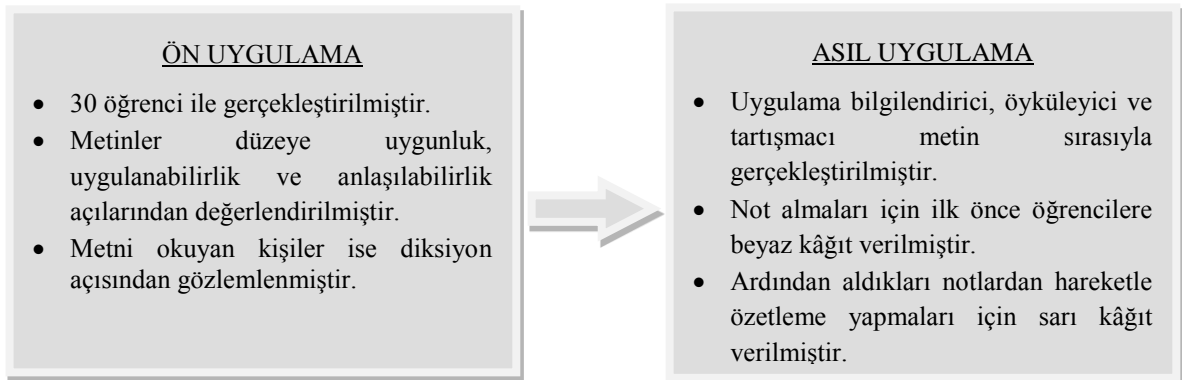 ÖN UYGULAMA
• 30 öğrenci ile gerçekleştirilmiştir.
• Metinler düzeye uygunluk,
uygulanabilirlik ve anlaşılabilirlik
açılarından değerlendirilmiştir.
• Metni okuyan kişiler ise diksiyon
açısından gözlemlenmiştir.
ASIL UYGULAMA
• Uygulama bilgilendirici, öyküleyici ve
tartışmacı metin sırasıyla
gerçekleştirilmiştir.
• Not almaları için ilk önce öğrencilere
beyaz kâğıt verilmiştir.
• Ardından aldıkları notlardan hareketle
özetleme yapmaları için sarı kâğıt
verilmiştir.